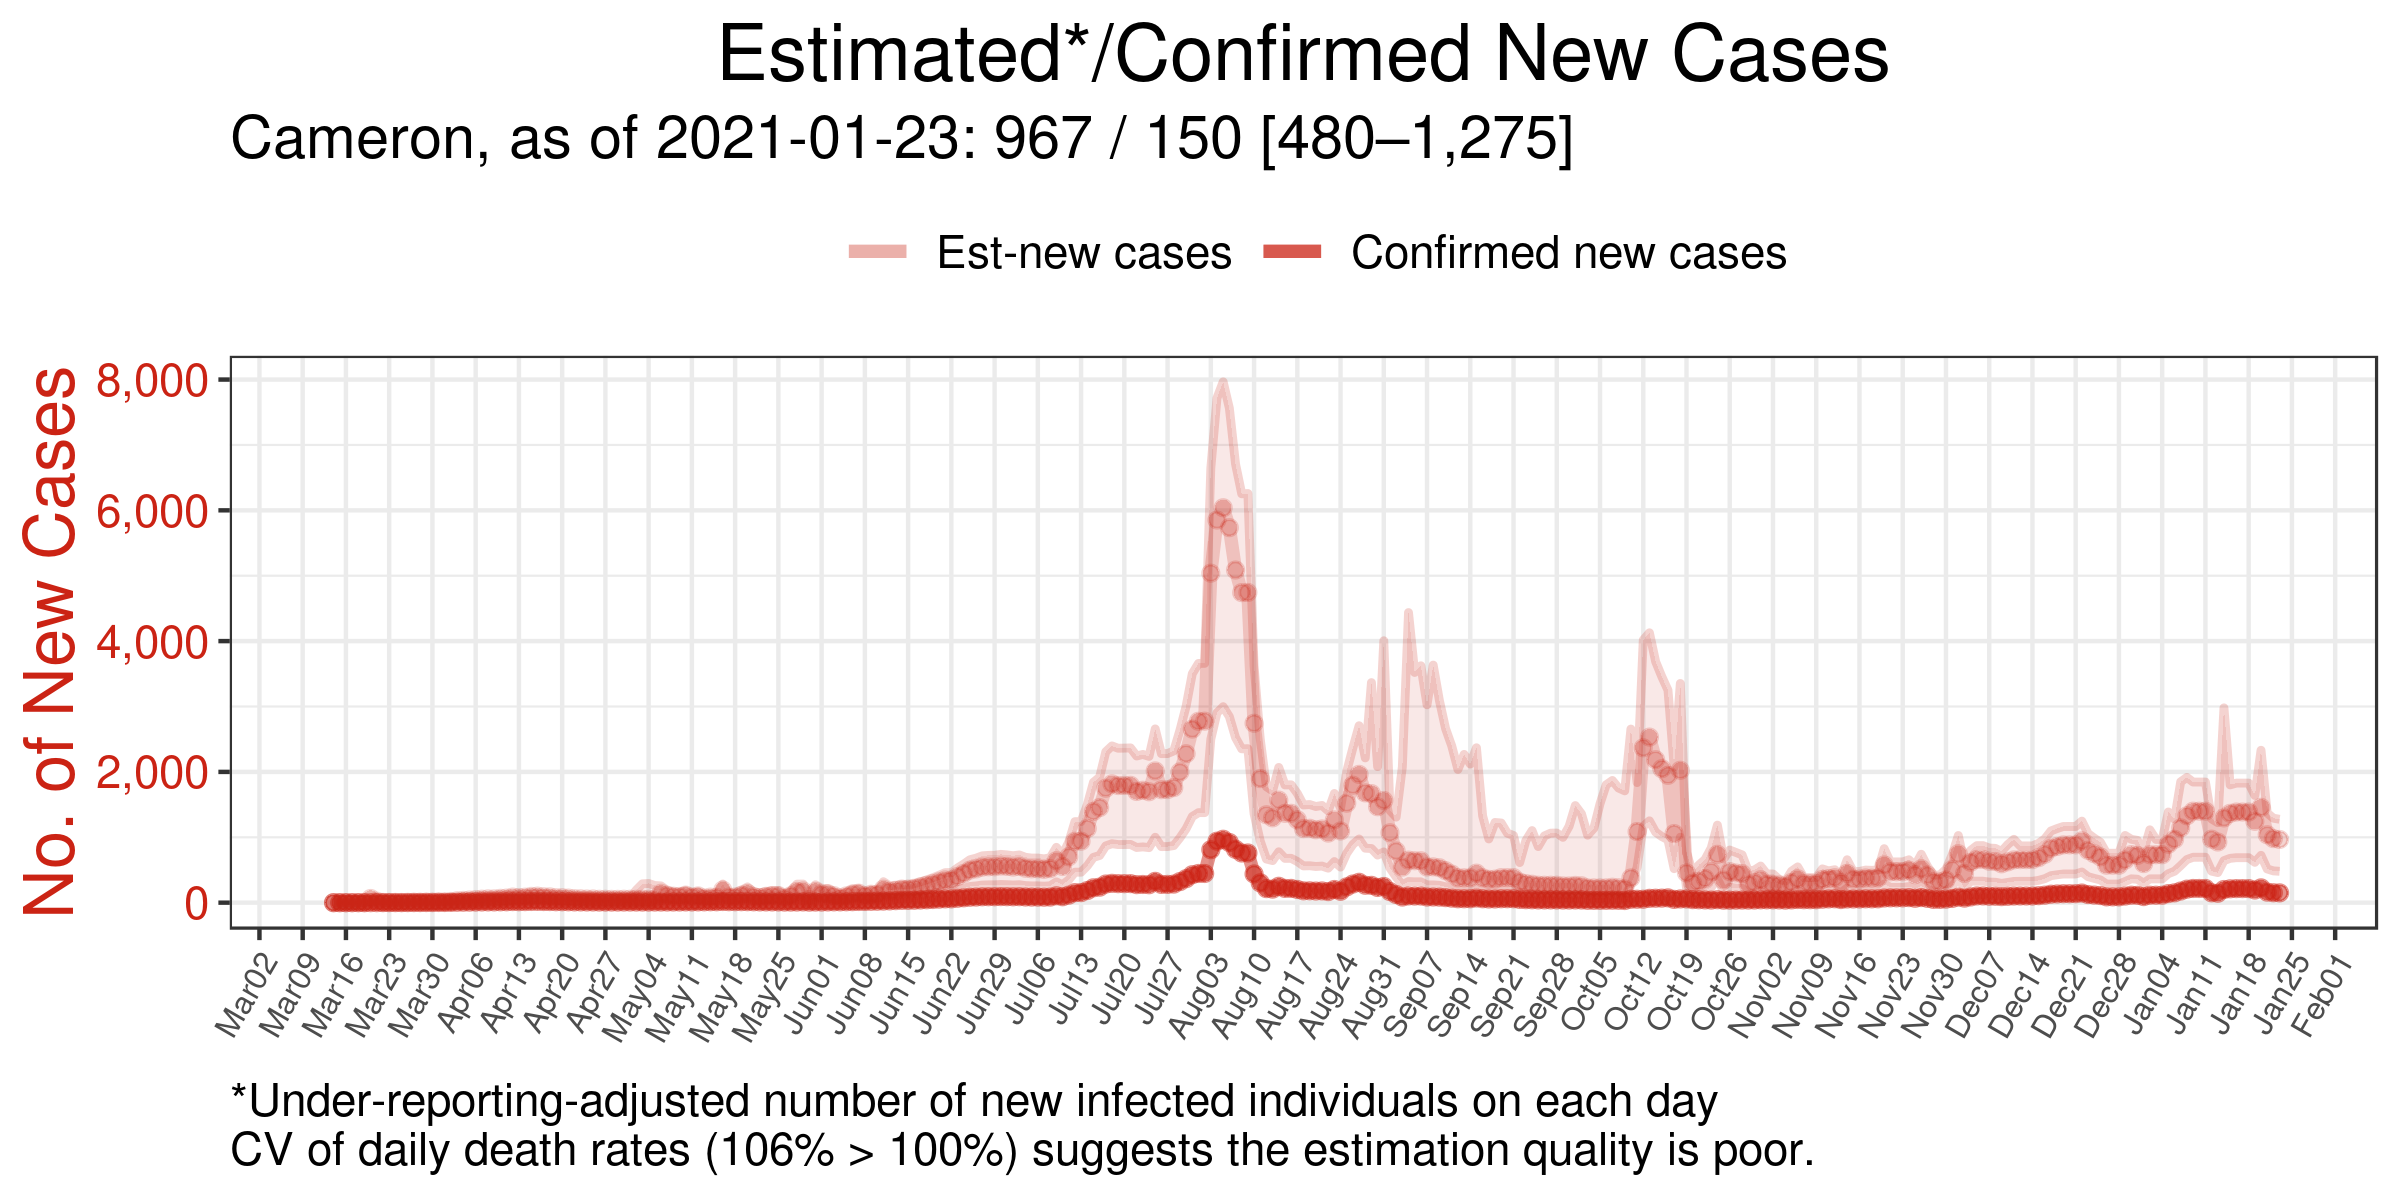 Estimated*/Confirmed New Cases
Cameron, as of 2021-01-23: 967 / 150 [480–1,275]
Est-new cases Confirmed new cases
No. of New Cases
8,000
6,000
4,000
2,000
0
Mar02 Mar09 Mar16 Mar23 Mar30 Apr06 Apr13 Apr20 Apr27 May04 May11 May18 May25 Jun01 Jun08 Jun15 Jun22 Jun29 Jul06 Jul13 Jul20 Jul27 Aug03 Aug10 Aug17 Aug24 Aug31 Sep07 Sep14 Sep21 Sep28 Oct05 Oct12 Oct19 Oct26 Nov02 Nov09 Nov16 Nov23 Nov30 Dec07 Dec14 Dec21 Dec28 Jan04 Jan11 Jan18 Jan25 Feb01
*Under-reporting-adjusted number of new infected individuals on each day
CV of daily death rates (106% > 100%) suggests the estimation quality is poor.